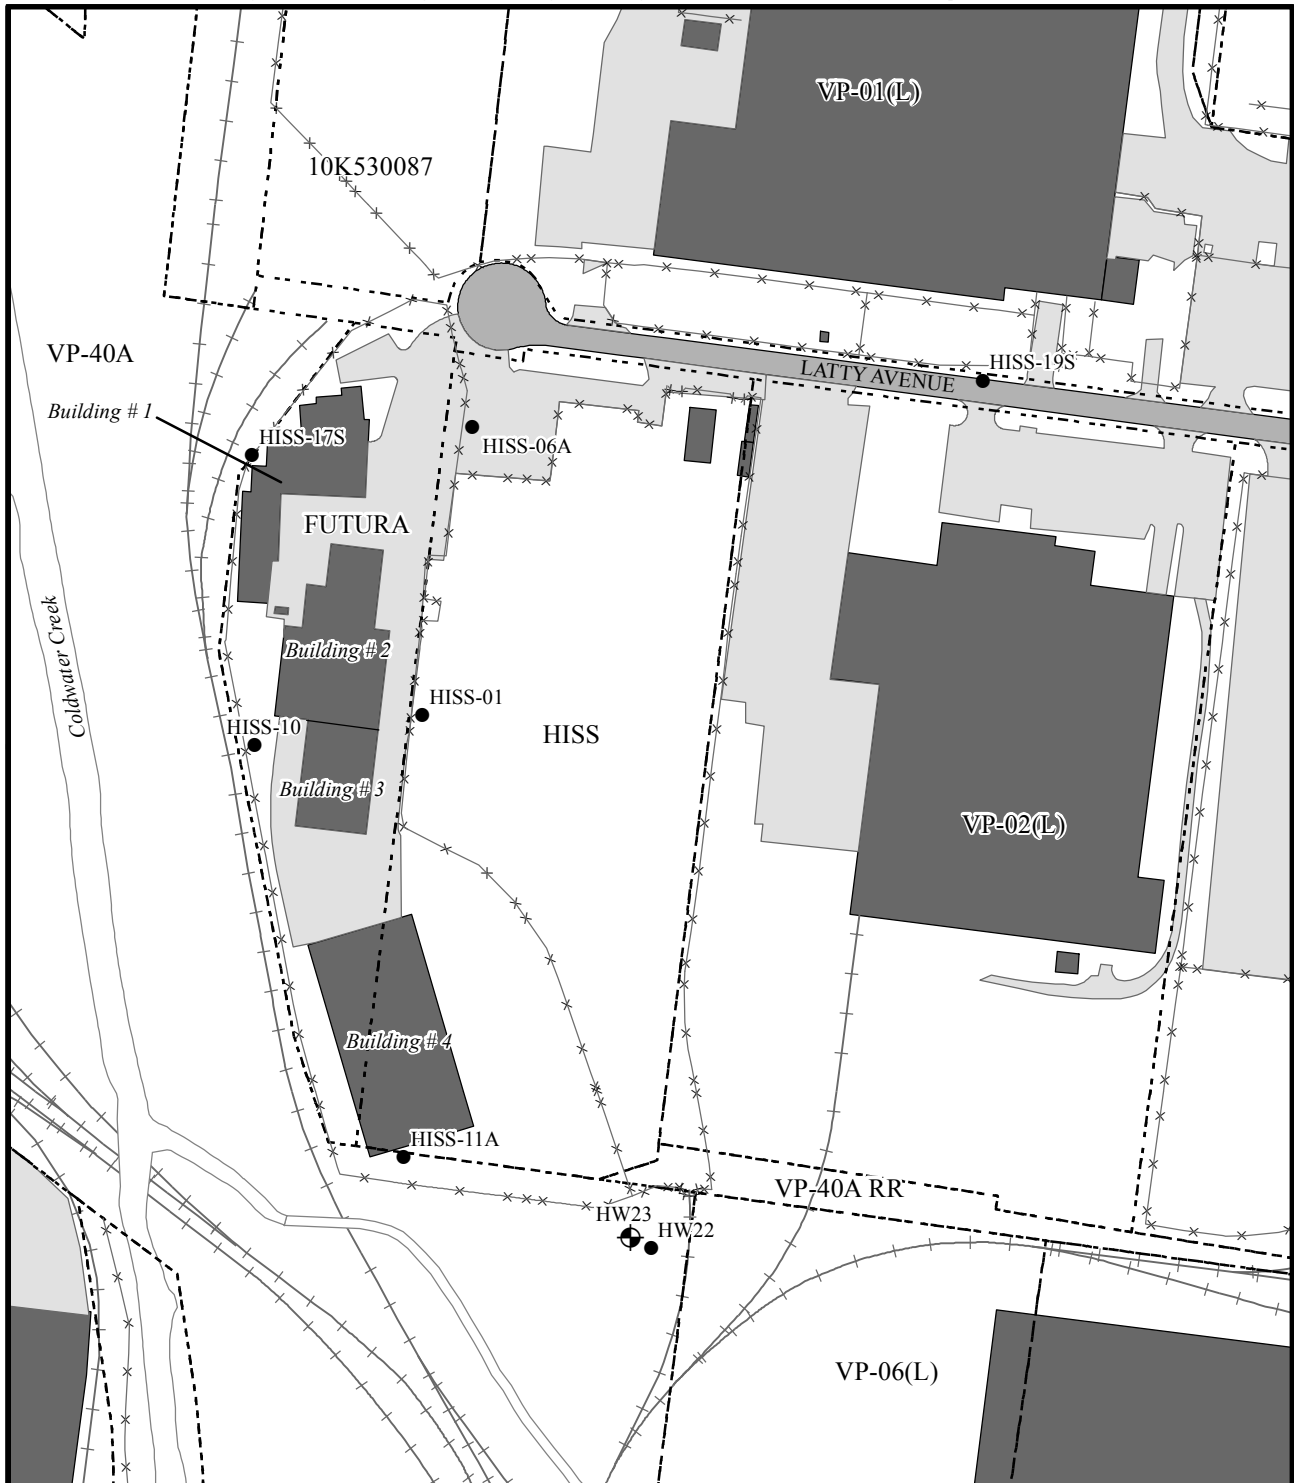 VP-01(L)
10K530087
VP-40A
HISS-19S
LATTY AVENUE
Building # 1
HISS-17S
HISS-06A
FUTURA
Coldwater Creek
Building # 2
HISS-01
HISS-10
HISS
Building # 3
VP-02(L)
Building # 4
HISS-11A
VP-40A RR
HW23
HW22
VP-06(L)